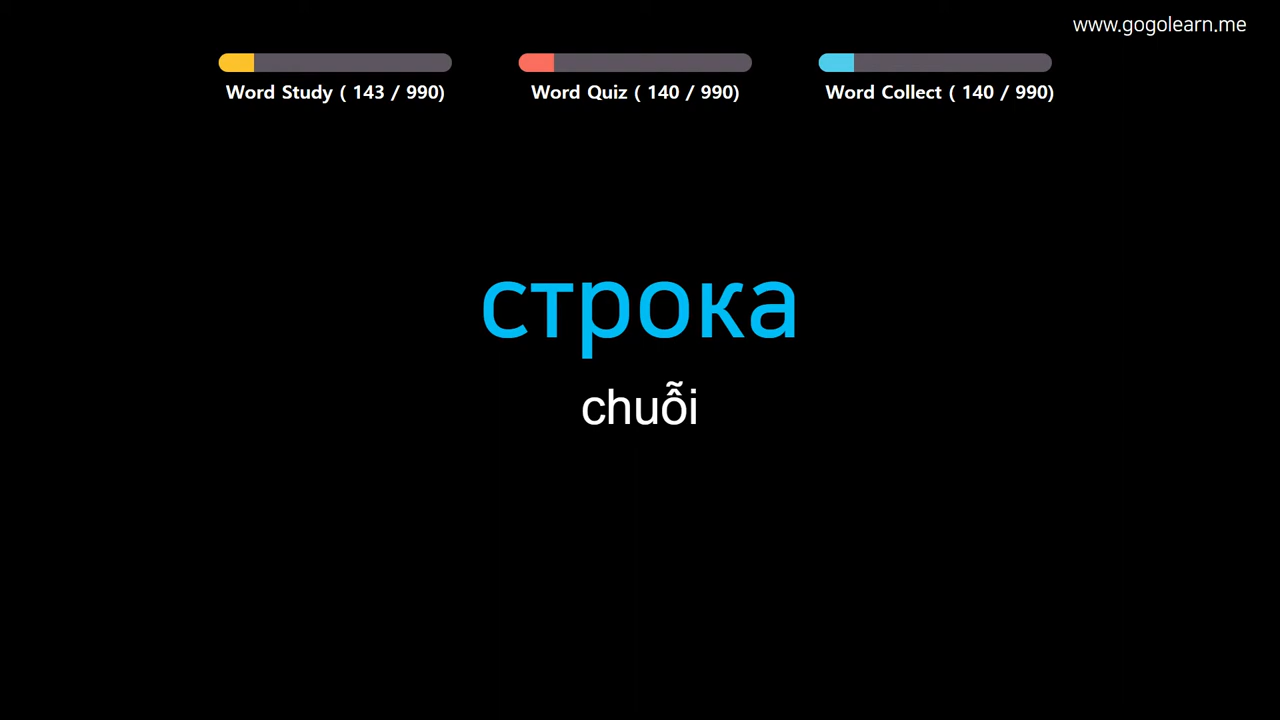 www.gogolearn.me
Word Study ( 143 / 990)
Word Quiz ( 140 / 990)
Word Collect ( 140 / 990)
строка
chuỗi